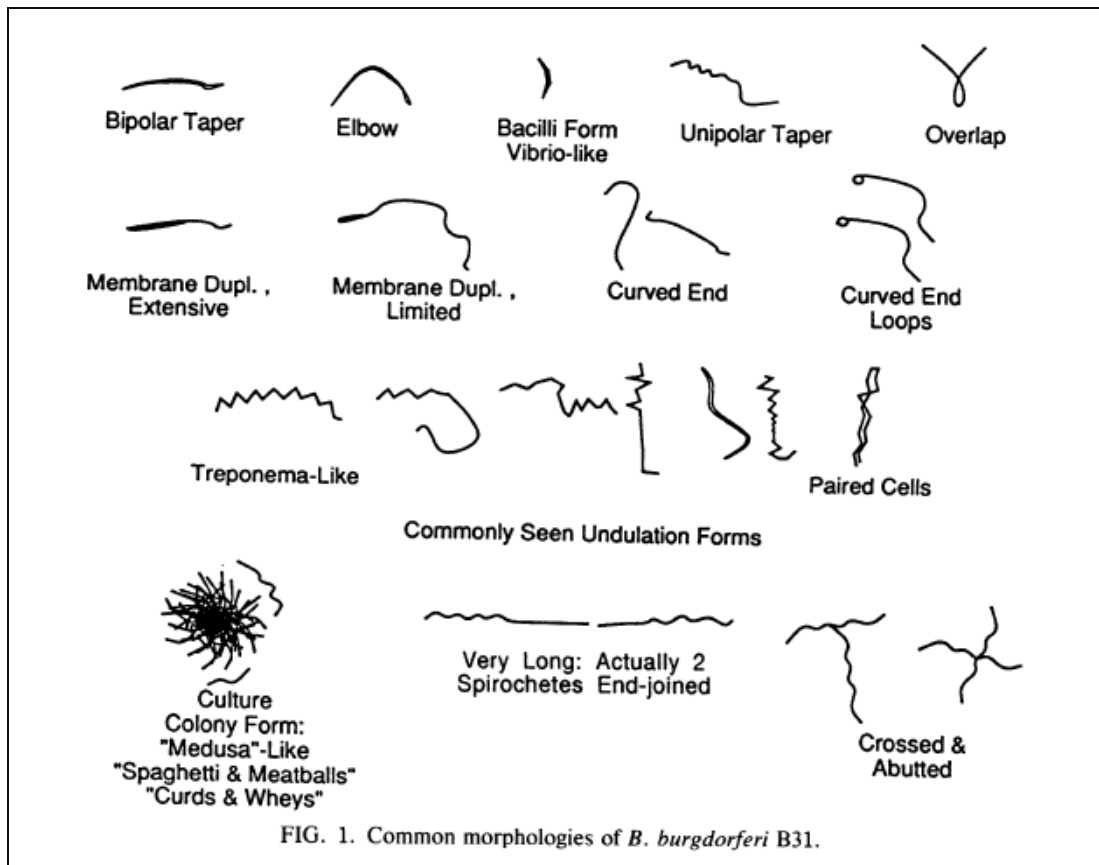 Bipolar Taper
Elbow
Bacilli Form
Vibrio-like
Unipolar Taper
Overlap
Membrane Dupl. ,
Extensive
Membrane Dupl. ,
Limited
Curved End
Curved End
Loops
Treponema-Like
Paired Cells
Commonly Seen Undulation Forms
Culture
Colony Form:
"Medusa"-Like
"Spaghetti & Meatballs"
"Curds & Wheys"
Very Long: Actually 2
Spirochetes End-joined
Crossed &
Abutted
FIG. 1. Common morphologies of B. burgdorferi B31.